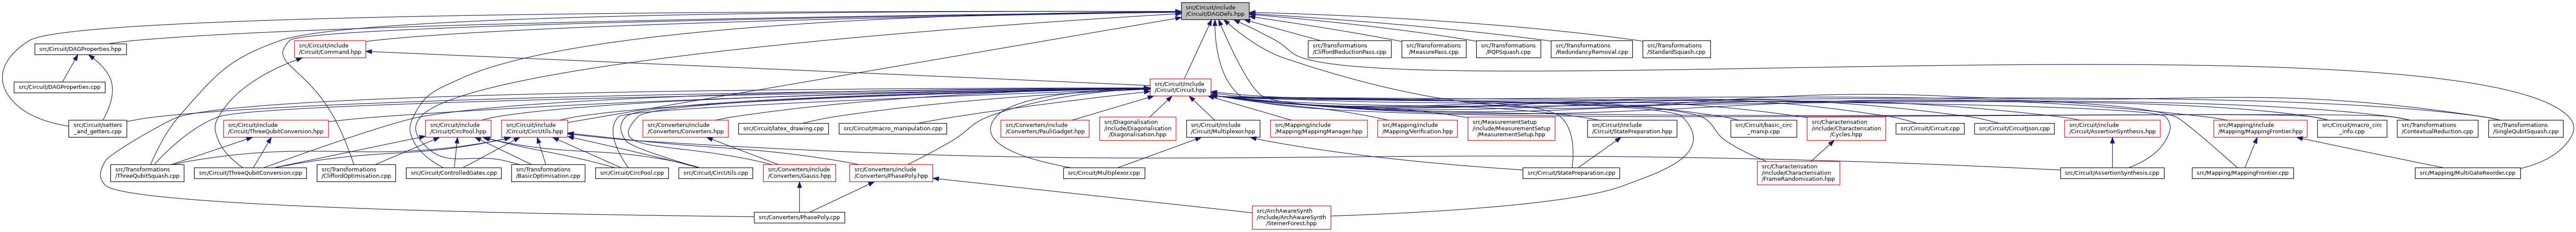 src/Circuit/include
/Circuit/DAGDefs.hpp
src/Circuit/DAGProperties.hpp
src/Circuit/include
/Circuit/Command.hpp
src/Transformations
/CliffordReductionPass.cpp
src/Transformations
/MeasurePass.cpp
src/Transformations
/PQPSquash.cpp
src/Transformations
/RedundancyRemoval.cpp
src/Transformations
/StandardSquash.cpp
src/Circuit/DAGProperties.cpp
src/Circuit/include
/Circuit/Circuit.hpp
src/Circuit/setters
_and_getters.cpp
src/Circuit/include
/Circuit/ThreeQubitConversion.hpp
src/Circuit/include
/Circuit/CircPool.hpp
src/Circuit/include
/Circuit/CircUtils.hpp
src/Converters/include
/Converters/Converters.hpp
src/Circuit/latex_drawing.cpp
src/Circuit/macro_manipulation.cpp
src/Converters/include
/Converters/PauliGadget.hpp
src/Diagonalisation
/include/Diagonalisation
/Diagonalisation.hpp
src/Circuit/include
/Circuit/Multiplexor.hpp
src/Mapping/include
/Mapping/MappingManager.hpp
src/Mapping/include
/Mapping/Verification.hpp
src/MeasurementSetup
/include/MeasurementSetup
/MeasurementSetup.hpp
src/Circuit/include
/Circuit/StatePreparation.hpp
src/Circuit/basic_circ
_manip.cpp
src/Characterisation
/include/Characterisation
/Cycles.hpp
src/Circuit/Circuit.cpp
src/Circuit/CircuitJson.cpp
src/Circuit/include
/Circuit/AssertionSynthesis.hpp
src/Mapping/include
/Mapping/MappingFrontier.hpp
src/Circuit/macro_circ
_info.cpp
src/Transformations
/ContextualReduction.cpp
src/Transformations
/SingleQubitSquash.cpp
src/Transformations
/ThreeQubitSquash.cpp
src/Circuit/ThreeQubitConversion.cpp
src/Transformations
/CliffordOptimisation.cpp
src/Circuit/ControlledGates.cpp
src/Transformations
/BasicOptimisation.cpp
src/Circuit/CircPool.cpp
src/Circuit/CircUtils.cpp
src/Converters/include
/Converters/Gauss.hpp
src/Converters/include
/Converters/PhasePoly.hpp
src/Circuit/Multiplexor.cpp
src/Circuit/StatePreparation.cpp
src/Characterisation
/include/Characterisation
/FrameRandomisation.hpp
src/Circuit/AssertionSynthesis.cpp
src/Mapping/MappingFrontier.cpp
src/Mapping/MultiGateReorder.cpp
src/Converters/PhasePoly.cpp
src/ArchAwareSynth
/include/ArchAwareSynth
/SteinerForest.hpp